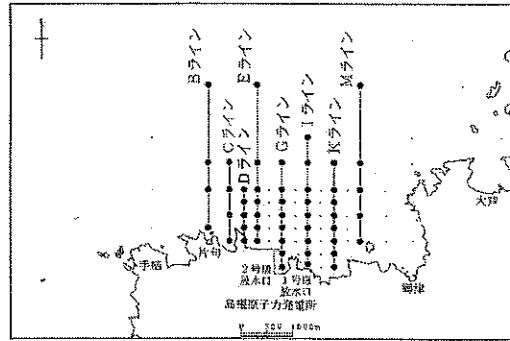 Bライン
Cライン
Dライン
Eライン
Gライン
Iライン
Kライン
Mライン
手結
片句
2号機
放水口
1号機
放水口
島根原子力発電所
御津
0 500 1000m